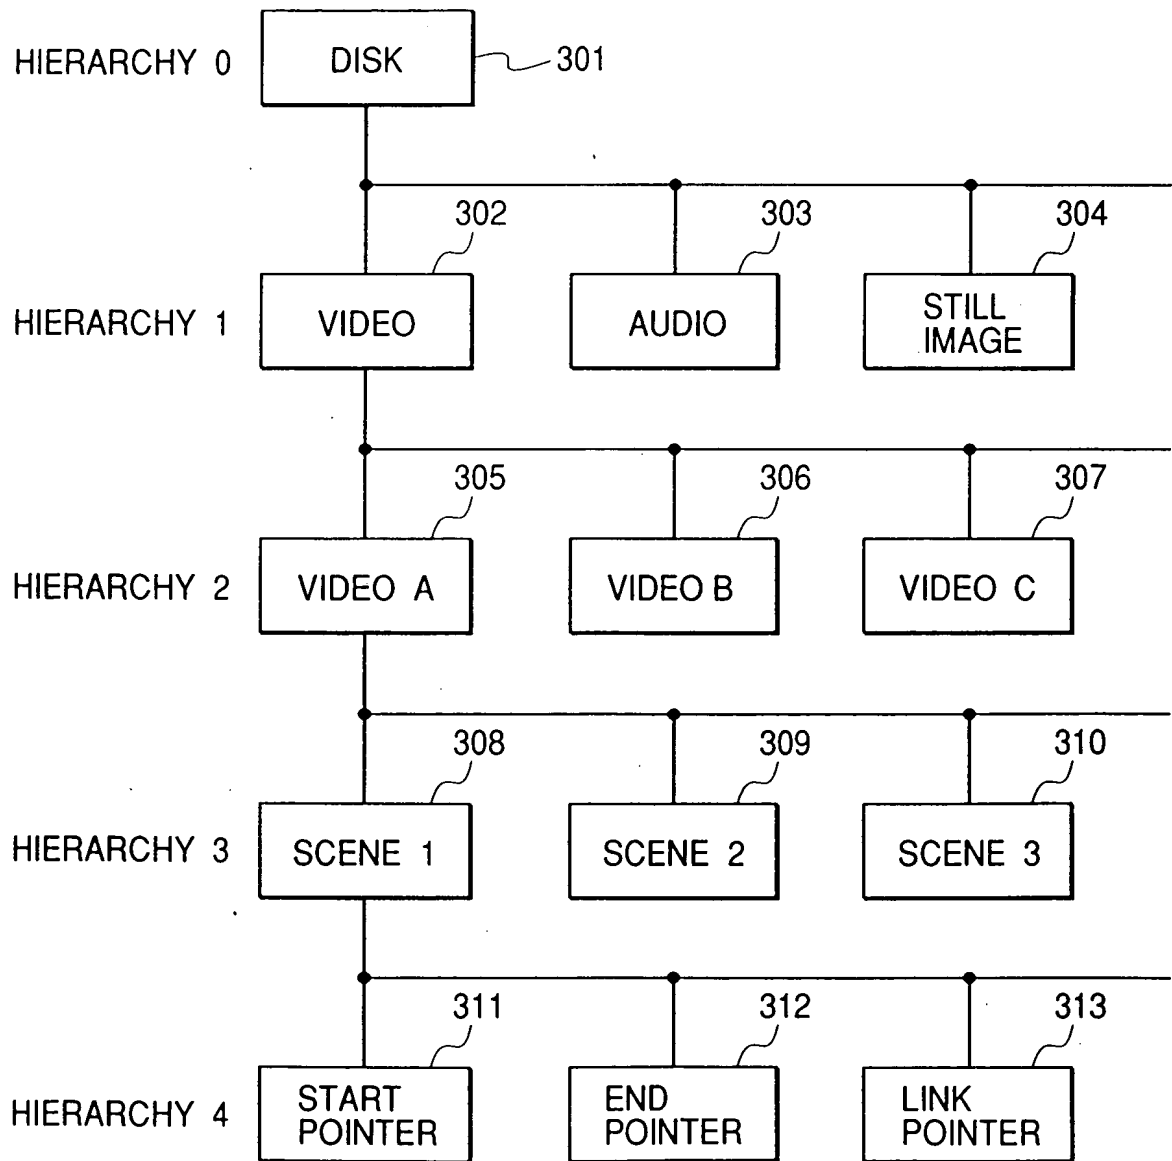 HIERARCHY 0 DISK 301
302 303 304
HIERARCHY 1 VIDEO AUDIO STILL IMAGE
305 306 307
HIERARCHY 2 VIDEO A VIDEO B VIDEO C
308 309 310
HIERARCHY 3 SCENE 1 SCENE 2 SCENE 3
311 312 313
HIERARCHY 4 START POINTER END POINTER LINK POINTER